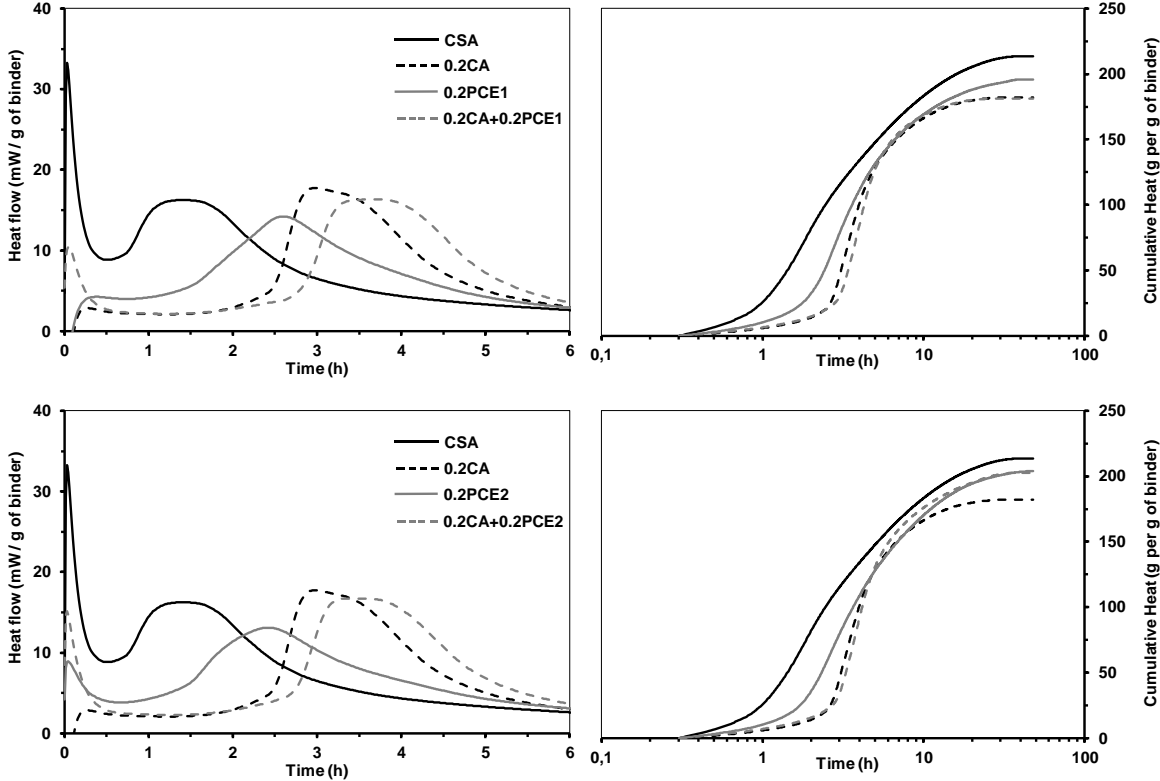 40
30
20
10
0
Heat flow (mW / g of binder)
CSA
0.2CA
0.2PCE1
0.2CA+0.2PCE1
0 1 2 3 4 5 6
Time (h)
250
200
150
100
50
0
Cumulative Heat (g per g of binder)
0,1 1 10 100
Time (h)
40
30
20
10
0
Heat flow (mW / g of binder)
CSA
0.2CA
0.2PCE2
0.2CA+0.2PCE2
0 1 2 3 4 5 6
Time (h)
250
200
150
100
50
0
Cumulative Heat (g per g of binder)
0,1 1 10 100
Time (h)